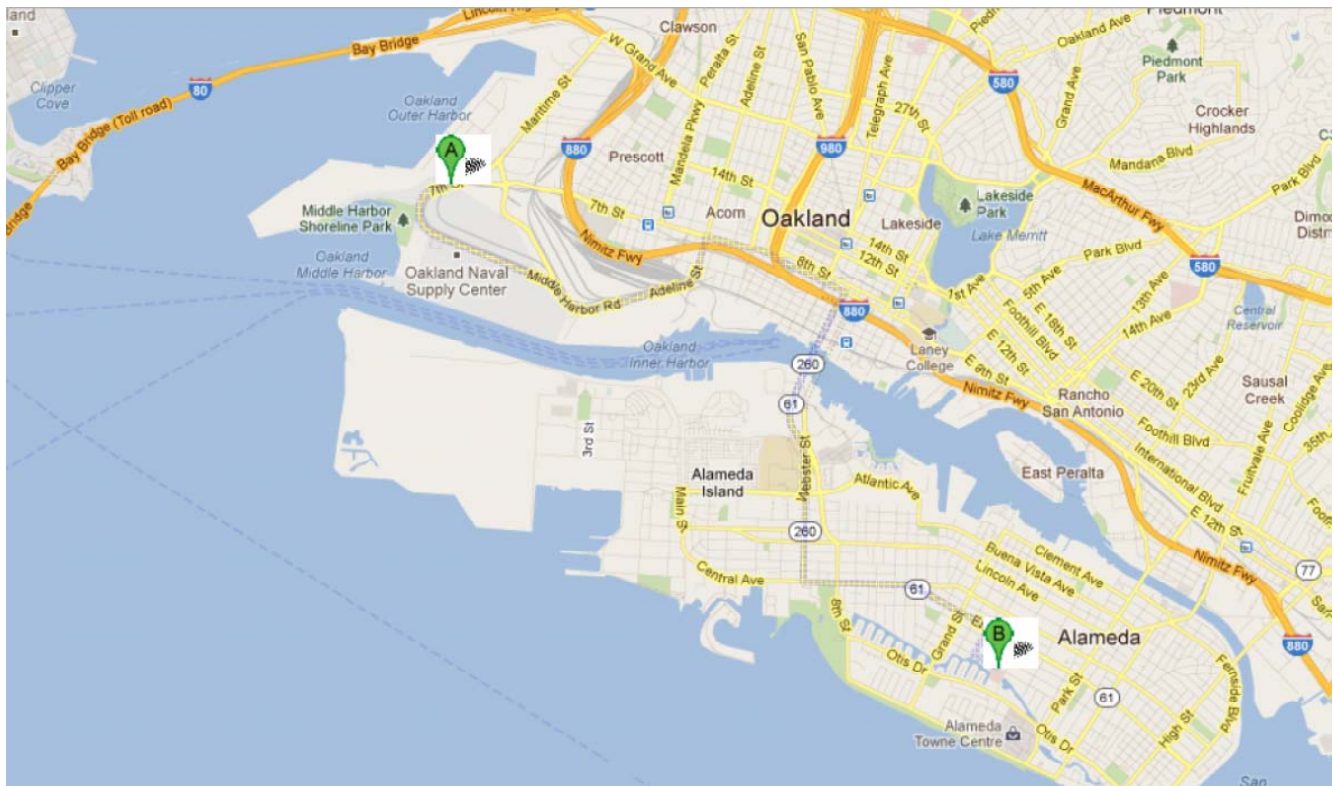 land
Lincoln Hig
Bay Bridge
Clipper
Cove
80
Bay Bridge (Toll road)
Bridge
Oakland
Outer Harbor
Maritime St
W Grand Ave
Clawson
Peralta St
Adeline St
San Pablo Ave
Telegraph Ave
27th St
580
Oakland Ave
Piedmont
Piedmont
Park
Grand Ave
Crocker
Highlands
Mandana Blvd
Park Blvd
MacArthur Fwy
A
7th St
880
Prescott
Mandela Pkwy
980
14th St
7th St
Acorn
Oakland
Lakeside
Lakeside
Park
Lake Merritt
Middle Harbor
Shoreline Park
Oakland
Middle Harbor
Oakland Naval
Supply Center
Nimitz Fwy
Middle Harbor Rd
Adeline St
8th St
14th St
12th St
880
1st Ave
5th Ave
Park Blvd
580
13th Ave
14th Ave
Central
Reservoir
Foothill Blvd
E 18th St
E 12th St
Laney
College
E 8th St
Nimitz Fwy
E 20th St
23rd Ave
Sausal
Creek
Coolidge Ave
Rancho
San Antonio
Foothill Blvd
35th
Fruitvale Ave
International Blvd
E 12th St
Oakland
Inner Harbor
260
61
3rd St
Webster St
Alameda
Island
Main St
Atlantic Ave
East Peralta
260
Central Ave
61
Buena Vista Ave
Clement Ave
Lincoln Ave
Nimitz Fwy
77
880
8th St
Otis Dr
Grand St
B
Alameda
Park St
61
High St
Fernside Blvd
Alameda
Towne Centre
Otis Dr
San